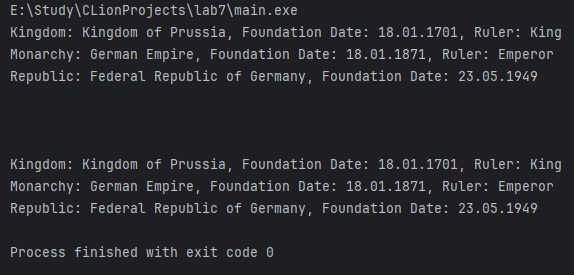 E:\Study\CLionProjects\lab7\main.exe
Kingdom: Kingdom of Prussia, Foundation Date: 18.01.1701, Ruler: King
Monarchy: German Empire, Foundation Date: 18.01.1871, Ruler: Emperor
Republic: Federal Republic of Germany, Foundation Date: 23.05.1949
Kingdom: Kingdom of Prussia, Foundation Date: 18.01.1701, Ruler: King
Monarchy: German Empire, Foundation Date: 18.01.1871, Ruler: Emperor
Republic: Federal Republic of Germany, Foundation Date: 23.05.1949
Process finished with exit code 0